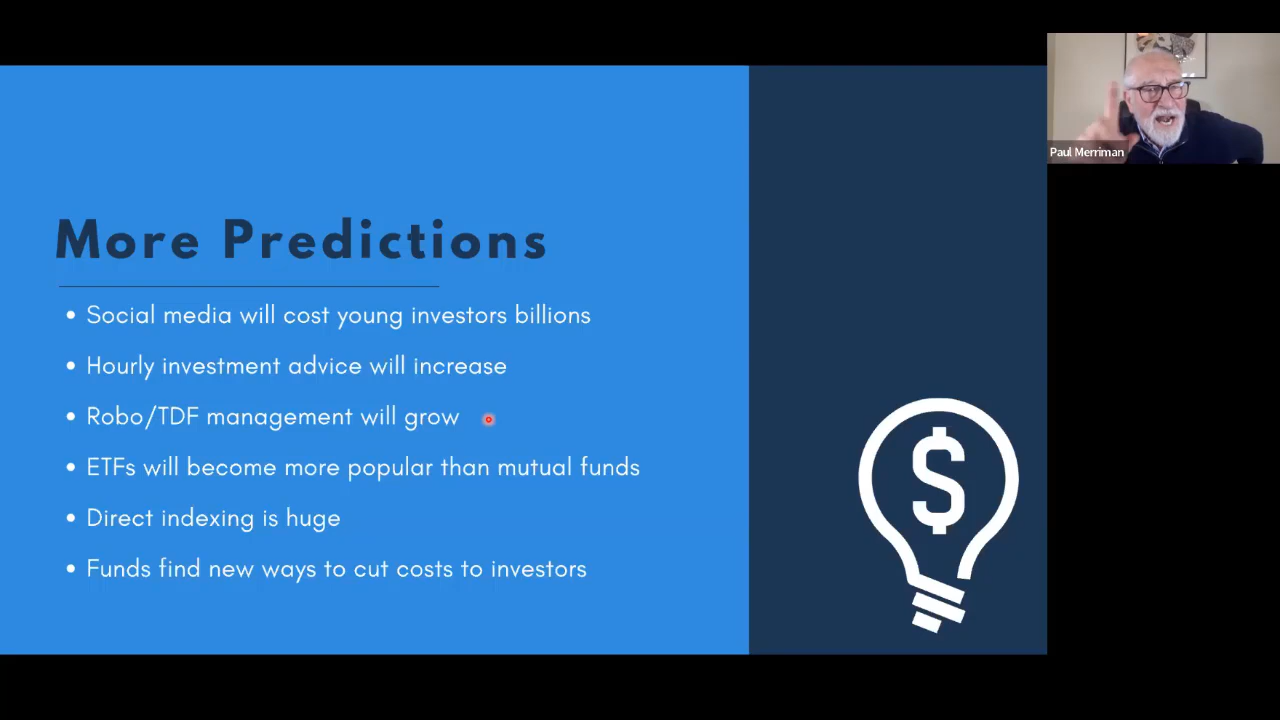 More Predictions
Social media will cost young investors billions
Hourly investment advice will increase
Robo/TDF management will grow
ETFs will become more popular than mutual funds
Direct indexing is huge
Funds find new ways to cut costs to investors
$
Paul Merriman